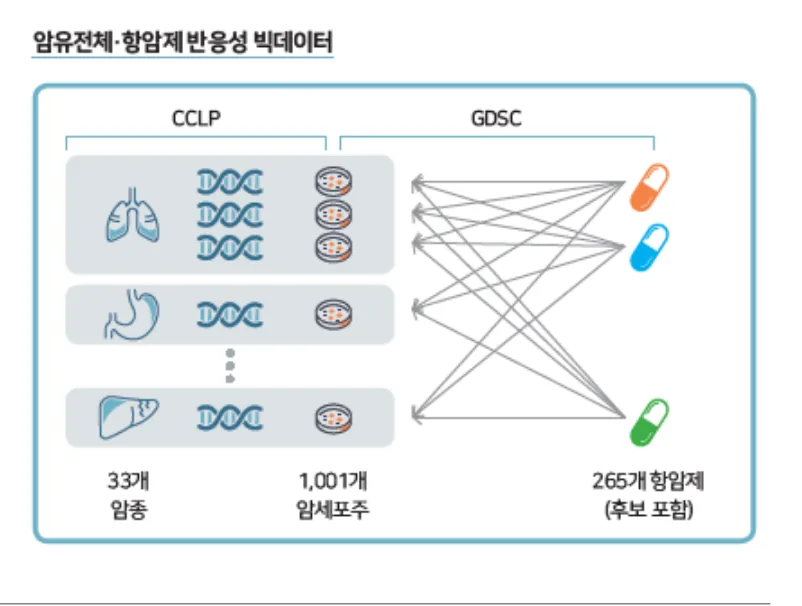 암유전체·항암제 반응성 빅데이터
CCLP
GDSC
33개
암종
1,001개
암세포주
265개 항암제
(후보 포함)